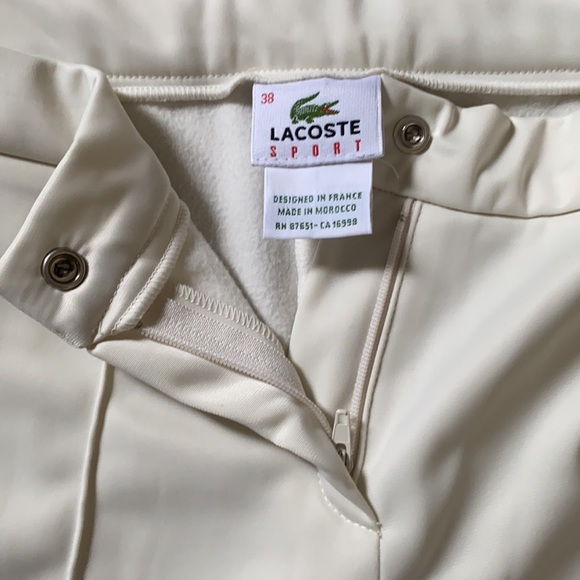 38
LACOSTE
SPORT
DESIGNED IN FRANCE
MADE IN MOROCCO
RN 87651-CA 16998